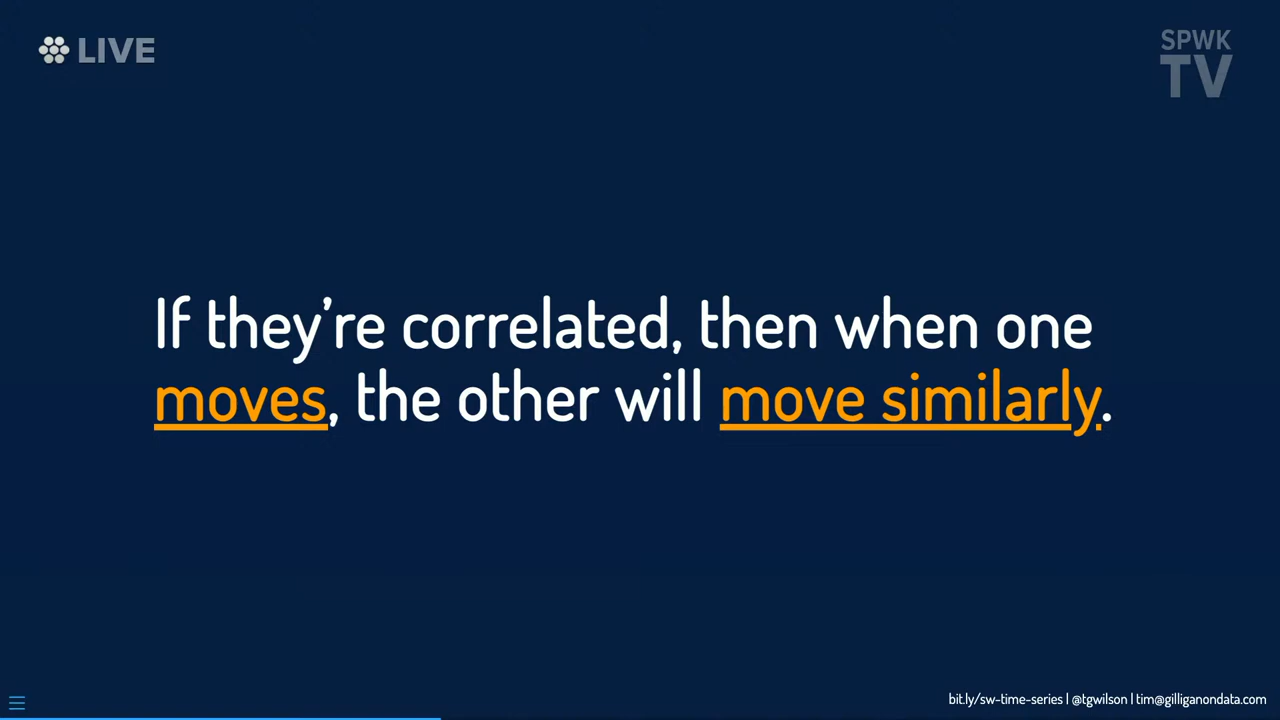 LIVE
SPWK
TV
If they’re correlated, then when one
moves, the other will move similarly.
bit.ly/sw-time-series | @tgwilson | tim@gilliganondata.com